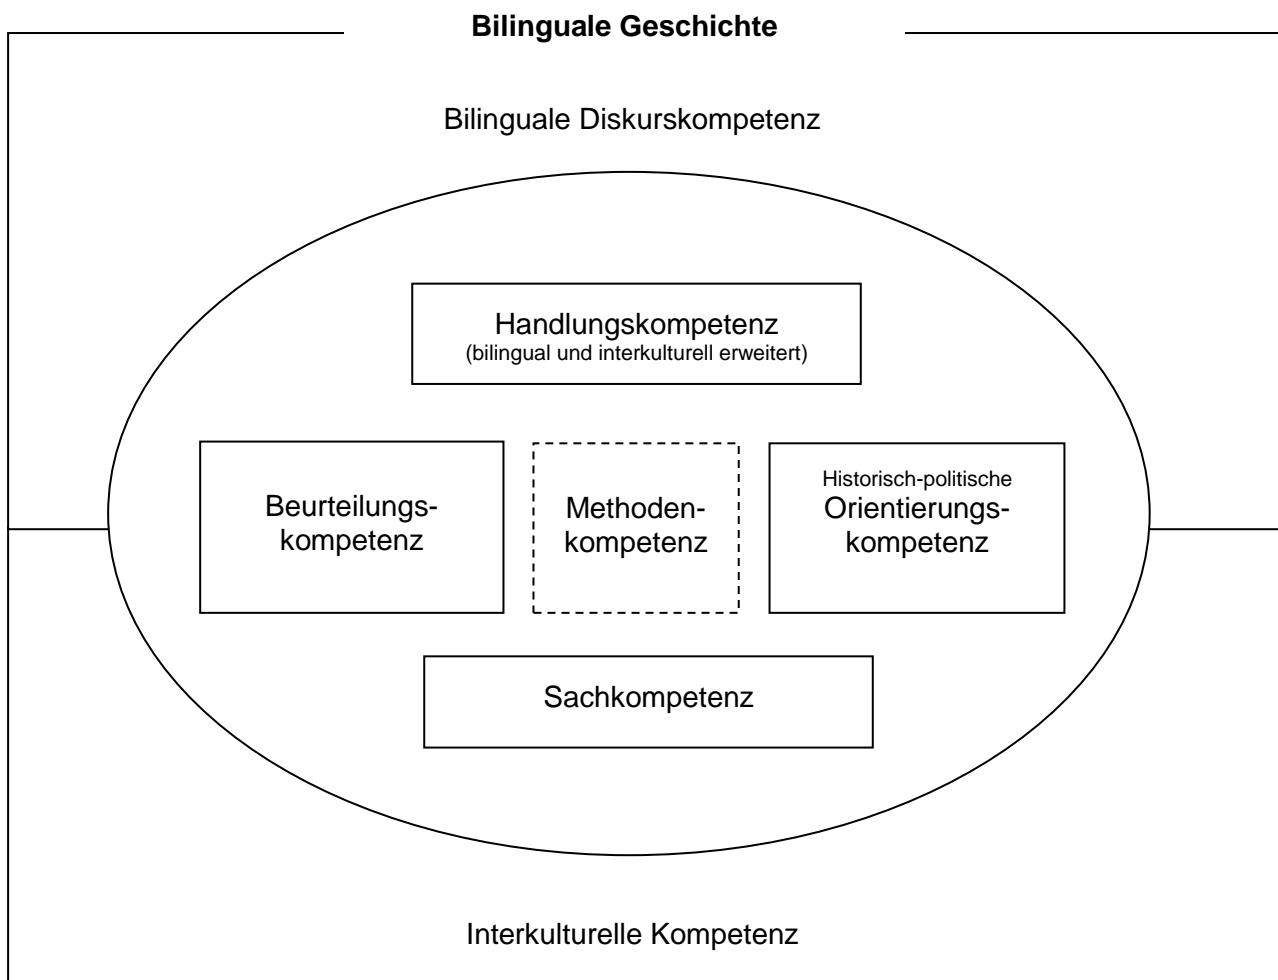 Bilinguale Geschichte
Bilinguale Diskurskompetenz
Handlungskompetenz
(bilingual und interkulturell erweitert)
Beurteilungs-
kompetenz
Methoden-
kompetenz
Historisch-politische
Orientierungs-
kompetenz
Sachkompetenz
Interkulturelle Kompetenz